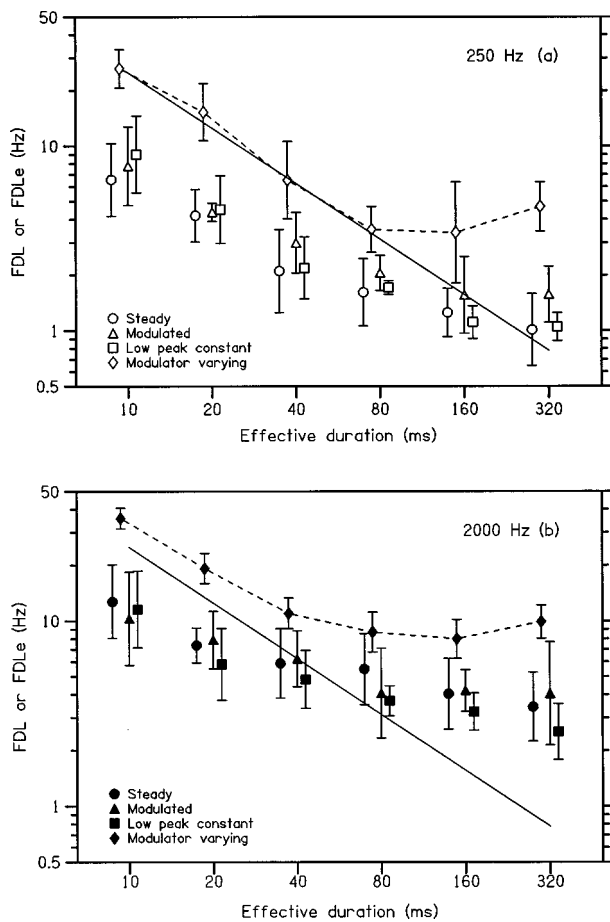 50
250 Hz (a)
10
FDL or FDLe (Hz)
1
0.5
Steady
Modulated
Low peak constant
Modulator varying
10 20 40 80 160 320
Effective duration (ms)
50
2000 Hz (b)
10
FDL or FDLe (Hz)
1
0.5
Steady
Modulated
Low peak constant
Modulator varying
10 20 40 80 160 320
Effective duration (ms)